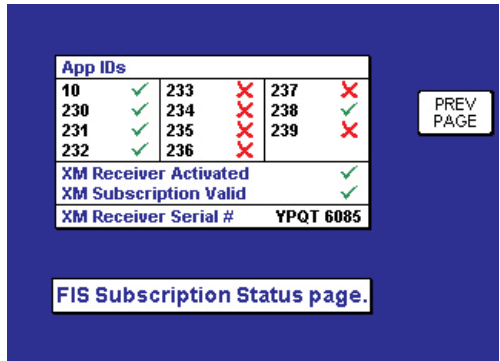 App IDs
10 ✓ 233 ✗ 237 ✗
230 ✓ 234 ✗ 238 ✓
231 ✓ 235 ✗ 239 ✗
232 ✓ 236 ✗
XM Receiver Activated ✓
XM Subscription Valid ✓
XM Receiver Serial # YPQT 6085
PREV
PAGE
FIS Subscription Status page.